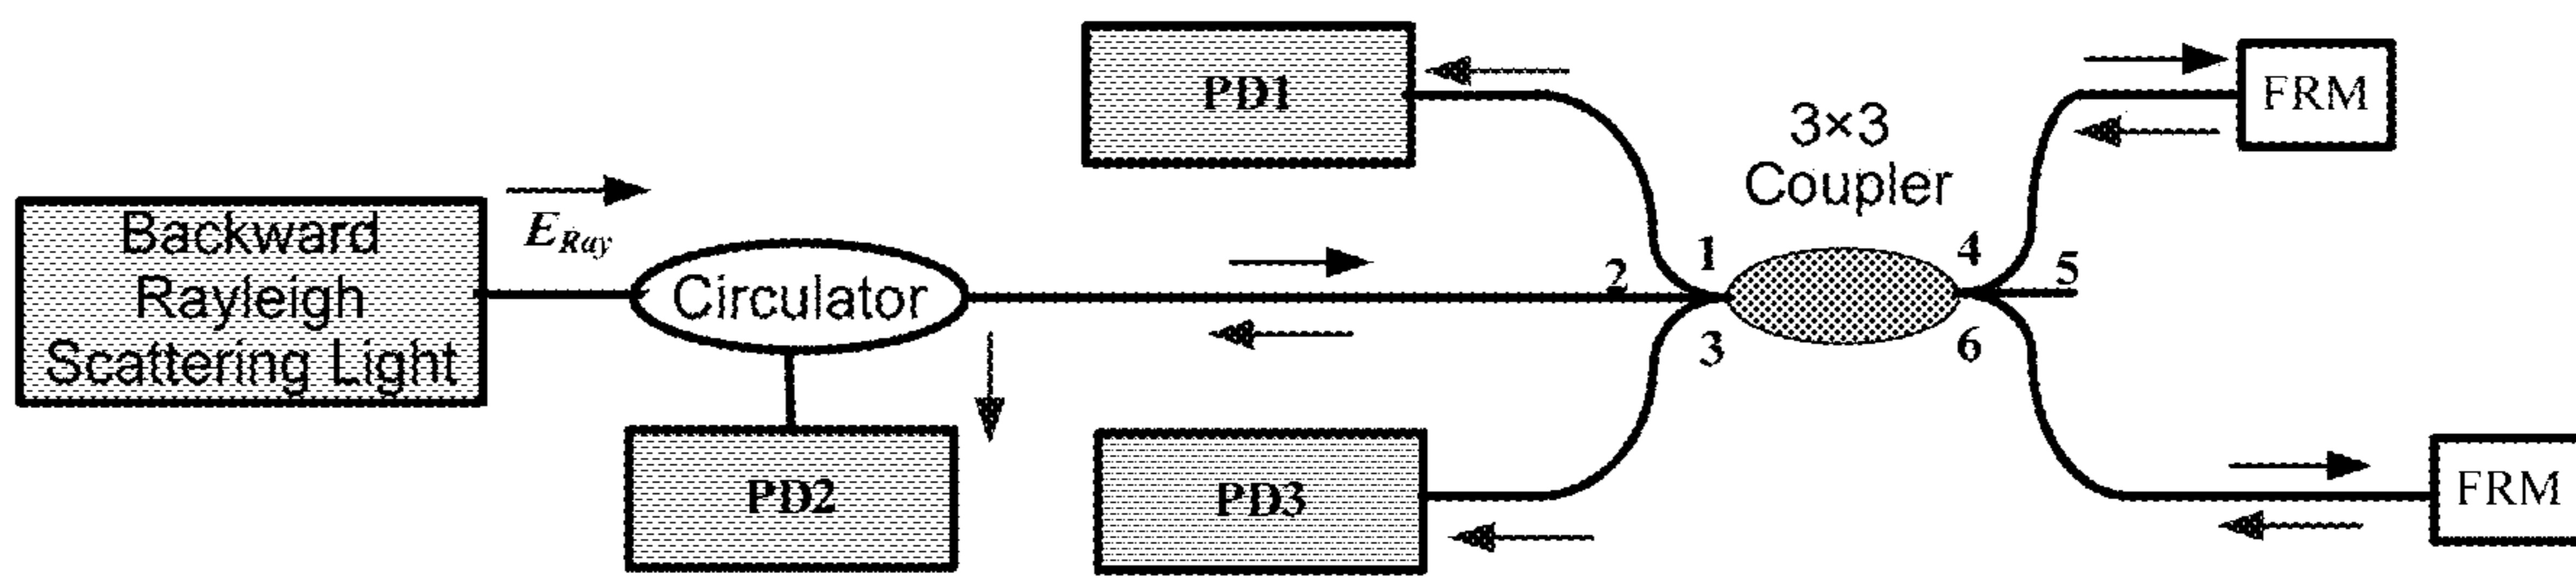 Backward
Rayleigh
Scattering Light
E_Ray
Circulator
PD2
PD1
PD3
1
2
3
3×3
Coupler
4
5
6
FRM
FRM